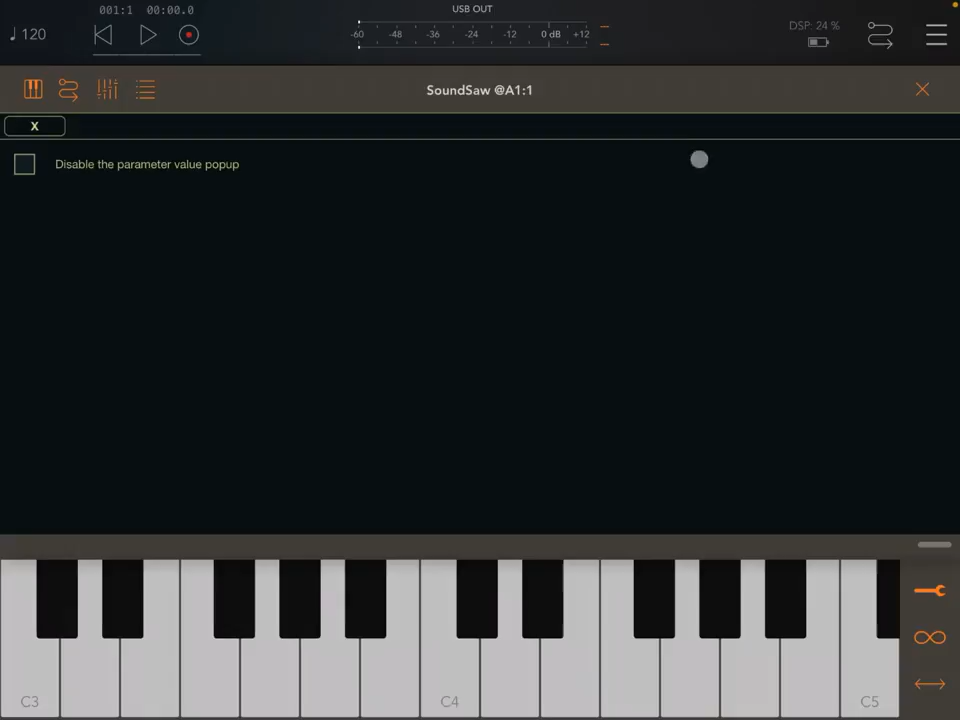 001:1 00:00.0
USB OUT
120
-60 -48 -36 -24 -12 0 dB +12
DSP: 24 %
SoundSaw @A1:1
X
Disable the parameter value popup
C3 C4 C5